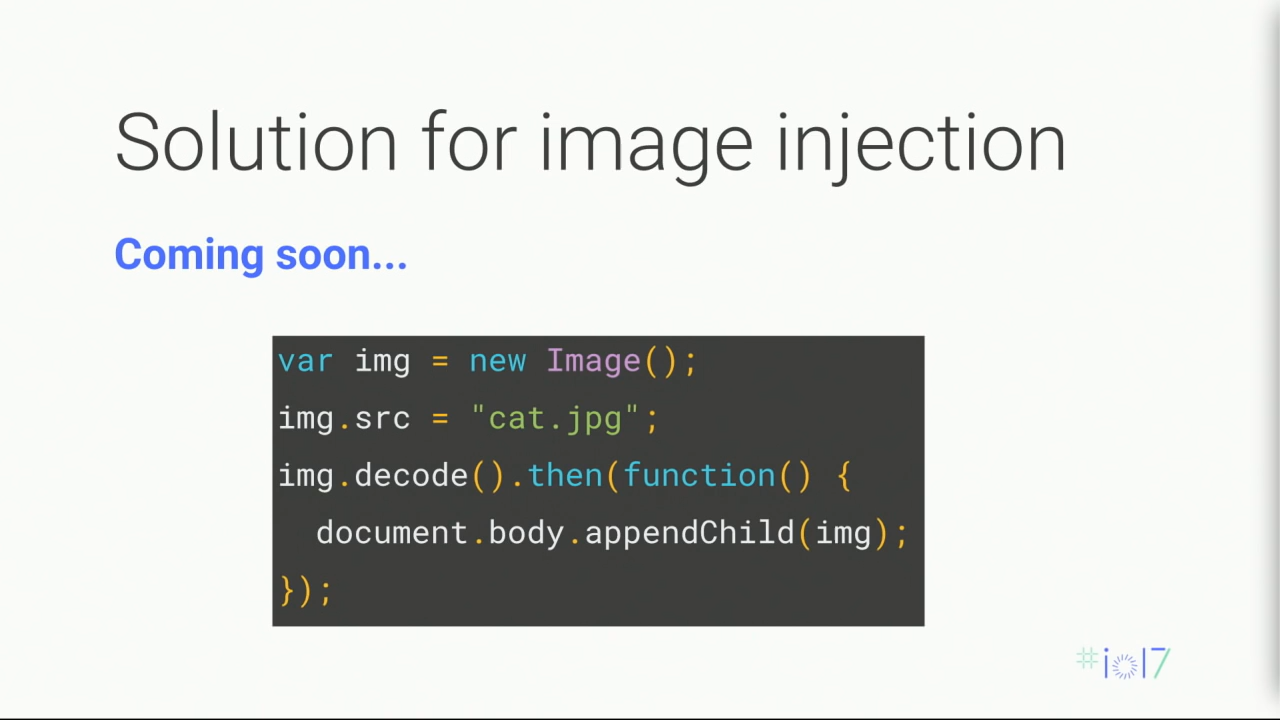 Solution for image injection
Coming soon...
var img = new Image();
img.src = "cat.jpg";
img.decode().then(function() {
  document.body.appendChild(img);
});
#io17